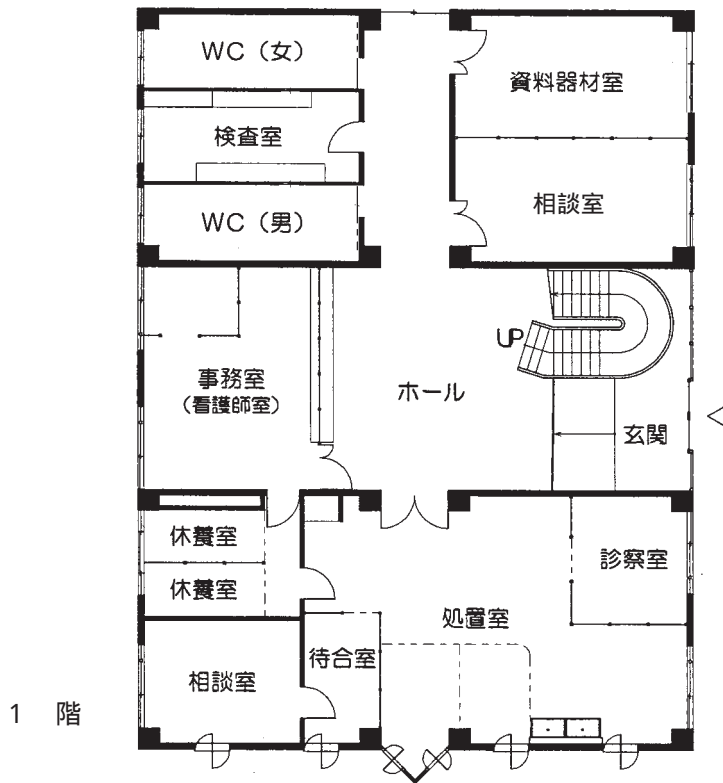 WC（女）
資料器材室
検査室
相談室
WC（男）
UP
事務室
（看護師室）
ホール
玄関
休養室
診察室
休養室
処置室
待合室
相談室
1 階